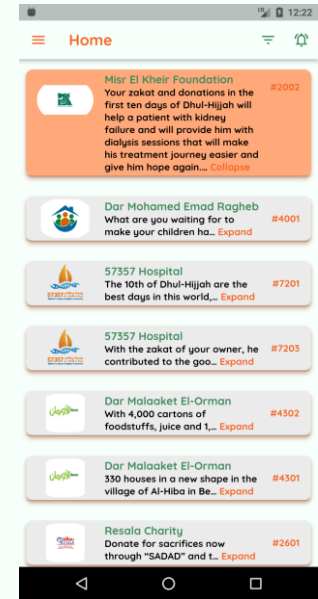 12:22
Home
Misr El Kheir Foundation
#2002
Your zakat and donations in the
first ten days of Dhul-Hijjah will
help a patient with kidney
failure and will provide him with
dialysis sessions that will make
his treatment journey easier and
give him hope again.... Collapse
Dar Mohamed Emad Ragheb
What are you waiting for to
#4001
make your children ha... Expand
57357 Hospital
The 10th of Dhul-Hijjah are the
#7201
best days in this world,... Expand
57357
57357 Hospital
With the zakat of your owner, he
#7203
contributed to the goo... Expand
57357
Dar Malaaket El-Orman
With 4,000 cartons of
#4302
الأورمان
foodstuffs, juice and 1,... Expand
Dar Malaaket El-Orman
330 houses in a new shape in the
#4301
الأورمان
village of Al-Hiba in Be... Expand
Resala Charity
Donate for sacrifices now
#2601
through “SADAD” and t... Expand